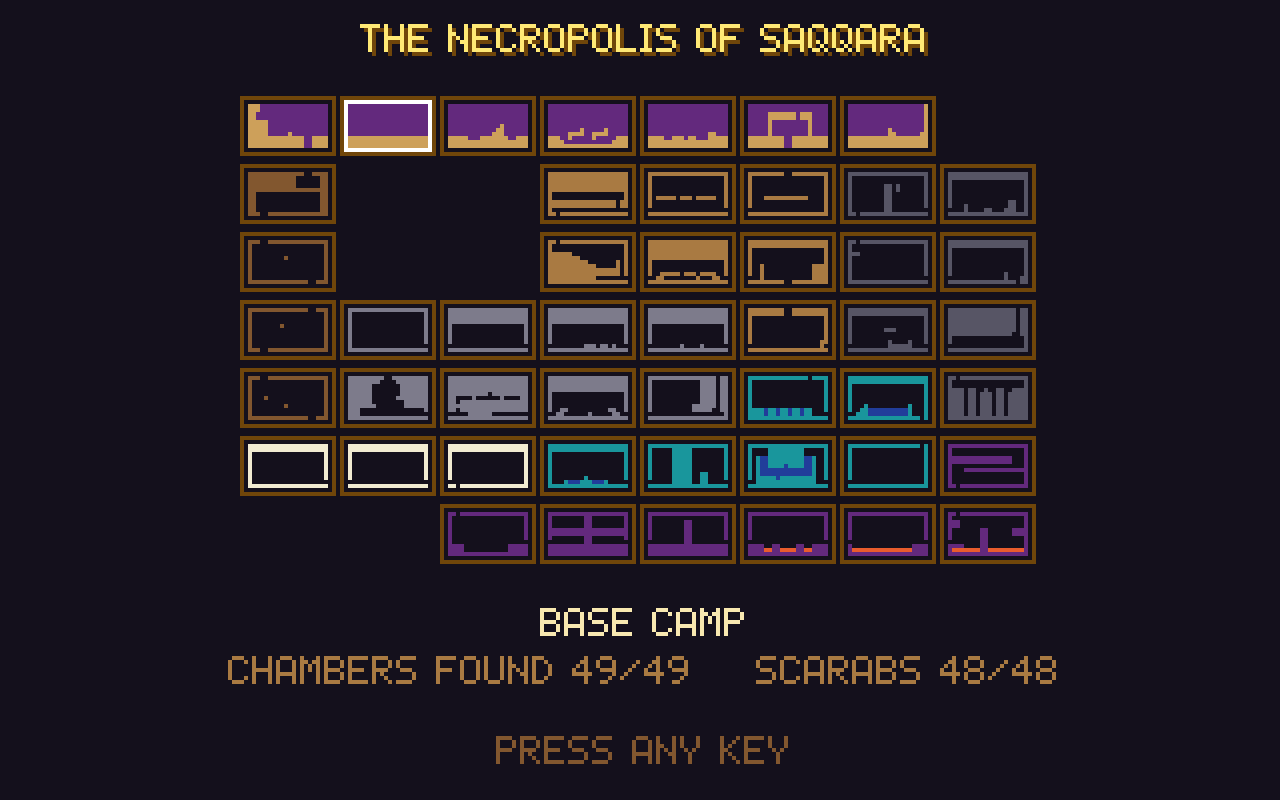 THE NECROPOLIS OF SAQQARA
BASE CAMP
CHAMBERS FOUND 49/49 SCARABS 48/48
PRESS ANY KEY